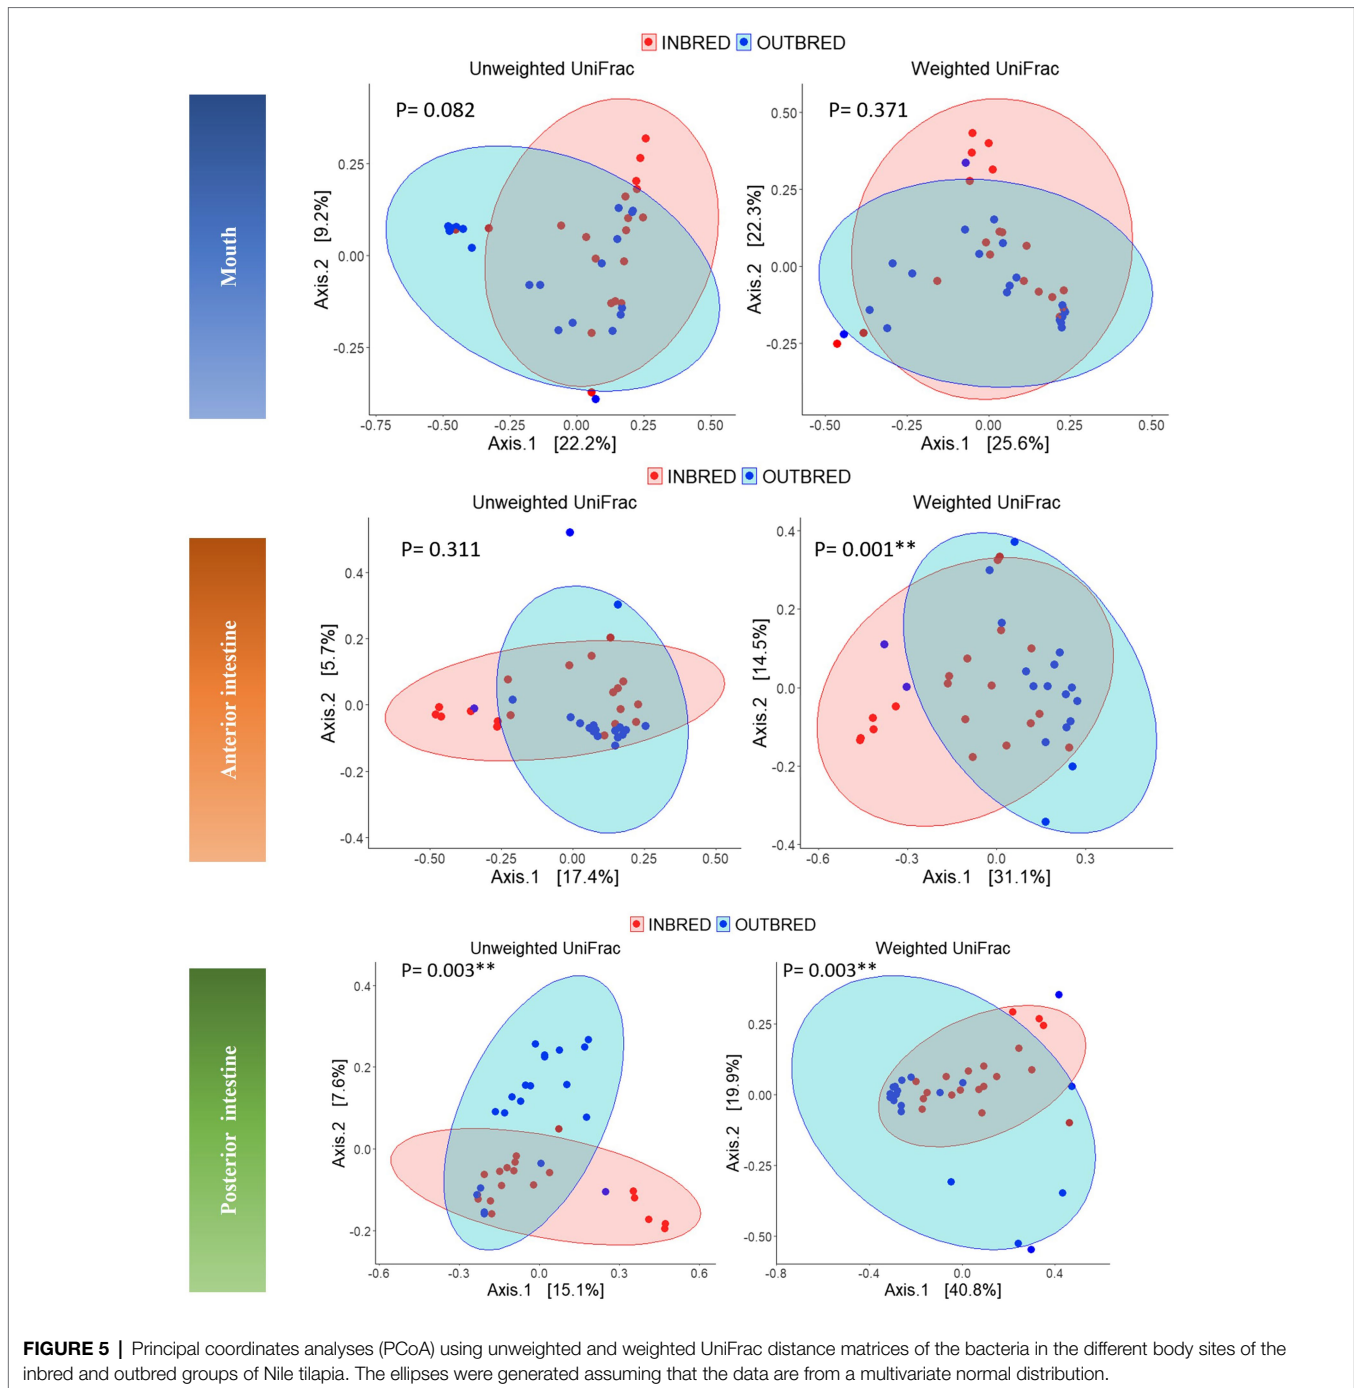 INBRED OUTBRED
Unweighted UniFrac
Weighted UniFrac
Mouth
P= 0.082
0.25
0.00
-0.25
Axis.2 [9.2%]
-0.75 -0.50 -0.25 0.00 0.25 0.50
Axis.1 [22.2%]
P= 0.371
0.50
0.25
0.00
-0.25
Axis.2 [22.3%]
-0.50 -0.25 0.00 0.25 0.50
Axis.1 [25.6%]
INBRED OUTBRED
Unweighted UniFrac
Weighted UniFrac
Anterior intestine
P= 0.311
0.4
0.2
0.0
-0.2
-0.4
Axis.2 [5.7%]
-0.50 -0.25 0.00 0.25 0.50
Axis.1 [17.4%]
P= 0.001**
0.4
0.2
0.0
-0.2
-0.4
Axis.2 [14.5%]
-0.6 -0.3 0.0 0.3
Axis.1 [31.1%]
INBRED OUTBRED
Unweighted UniFrac
Weighted UniFrac
Posterior intestine
P= 0.003**
0.4
0.2
0.0
-0.2
Axis.2 [7.6%]
-0.6 -0.3 0.0 0.3 0.6
Axis.1 [15.1%]
P= 0.003**
0.25
0.00
-0.25
-0.50
Axis.2 [19.9%]
-0.8 -0.4 0.0 0.4
Axis.1 [40.8%]
FIGURE 5 | Principal coordinates analyses (PCoA) using unweighted and weighted UniFrac distance matrices of the bacteria in the different body sites of the
inbred and outbred groups of Nile tilapia. The ellipses were generated assuming that the data are from a multivariate normal distribution.